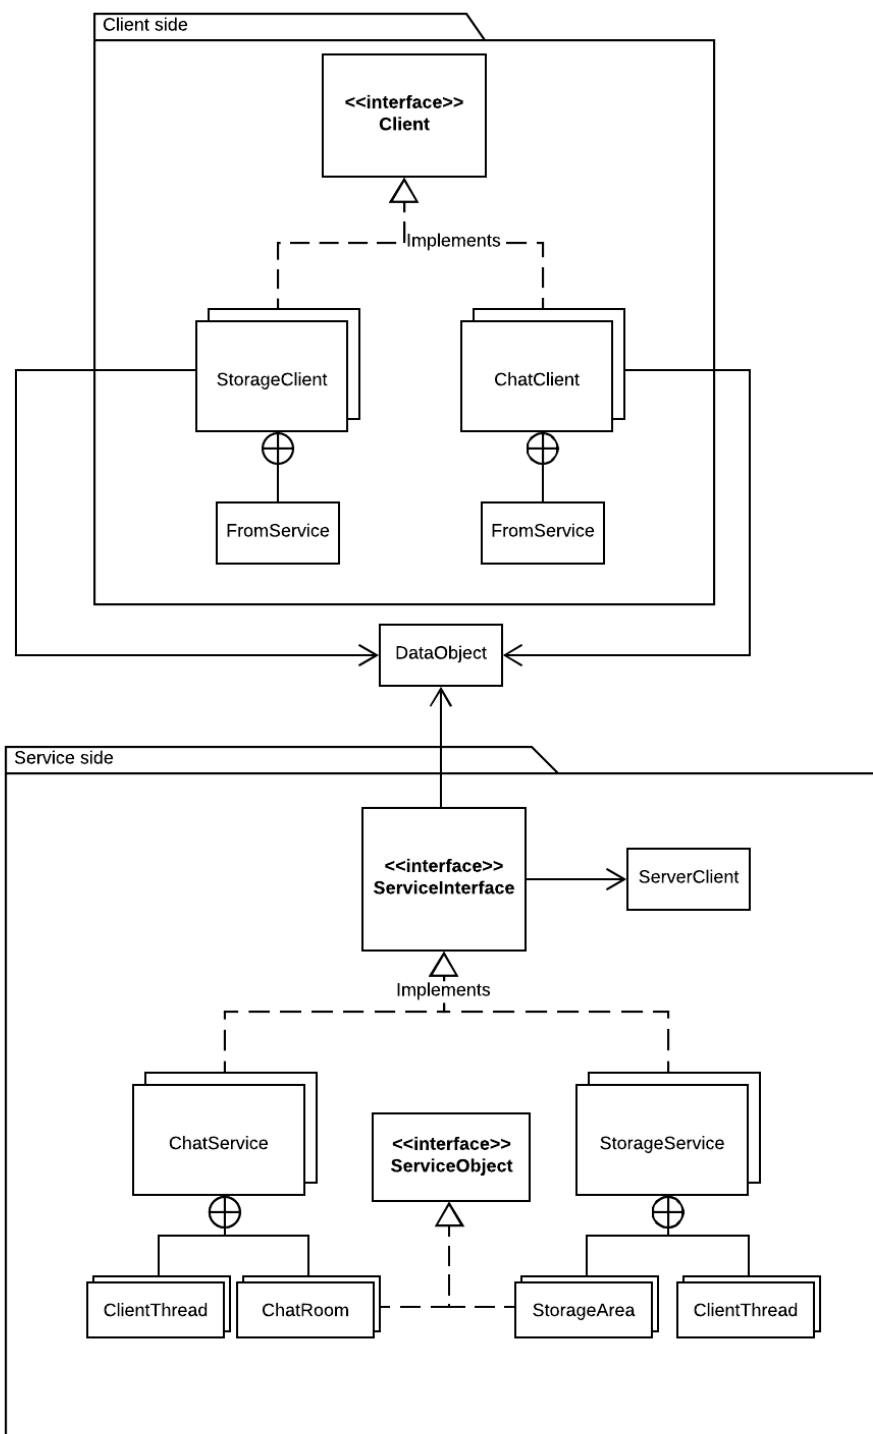 Client side
<<interface>>
Client
Implements
StorageClient
ChatClient
FromService
FromService
DataObject
Service side
<<interface>>
ServiceInterface
ServerClient
Implements
ChatService
<<interface>>
ServiceObject
StorageService
ClientThread
ChatRoom
StorageArea
ClientThread